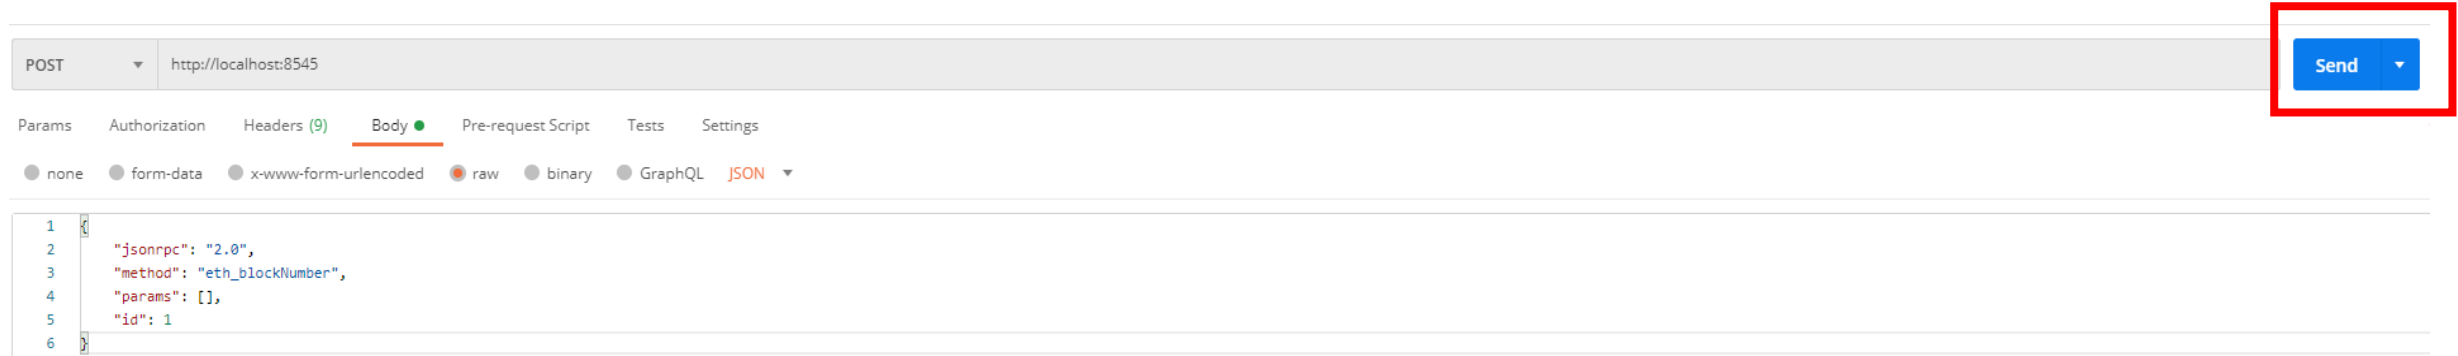 POST http://localhost:8545 Send
Params Authorization Headers (9) Body Pre-request Script Tests Settings
none form-data x-www-form-urlencoded raw binary GraphQL JSON
1 {
2 "jsonrpc": "2.0",
3 "method": "eth_blockNumber",
4 "params": [],
5 "id": 1
6 }